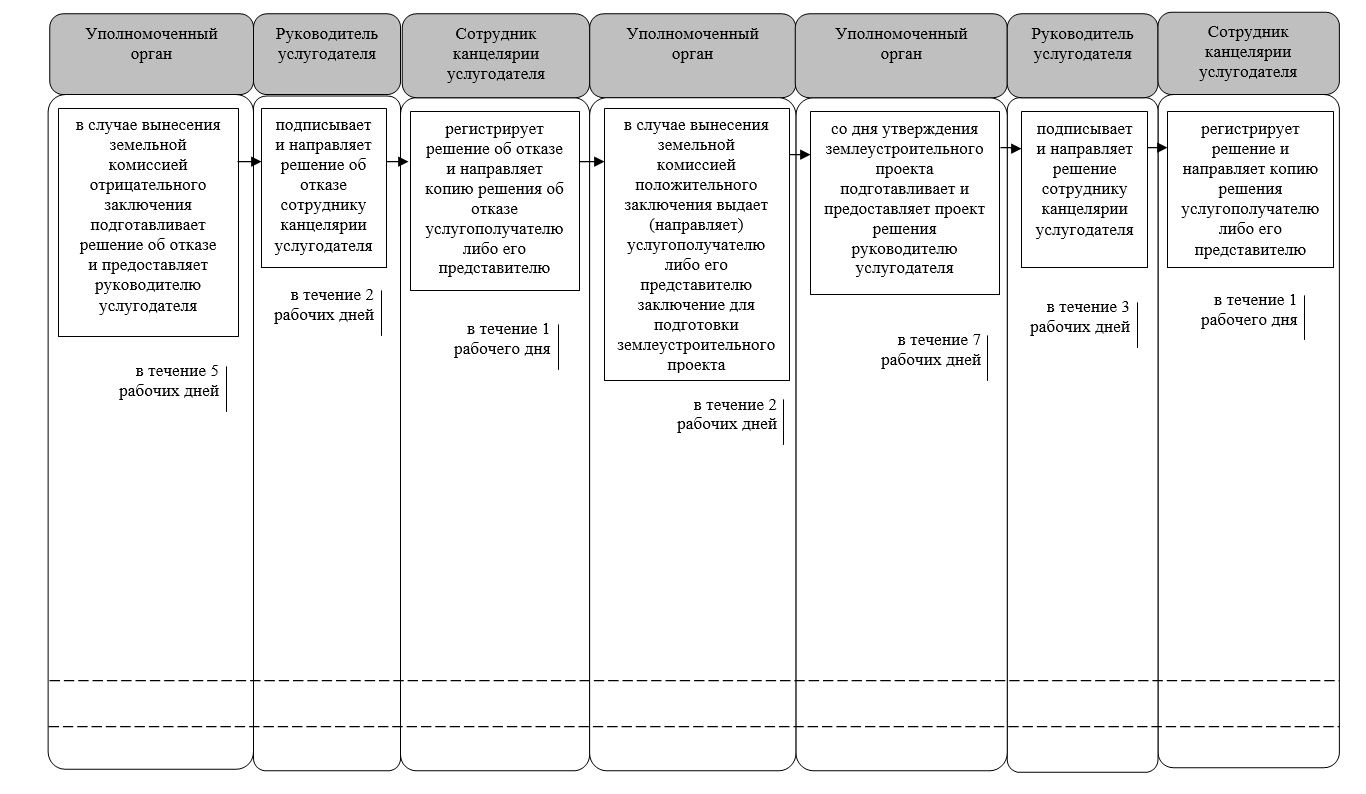 Уполномоченный
орган
Руководитель
услугодателя
Сотрудник
канцелярии
услугодателя
Уполномоченный
орган
Уполномоченный
орган
Руководитель
услугодателя
Сотрудник
канцелярии
услугодателя
в случае вынесения
земельной
комиссией
отрицательного
заключения
подготавливает
решение об отказе
и предоставляет
руководителю
услугодателя
в течение 5
рабочих дней
подписывает
и направляет
решение об
отказе
сотруднику
канцелярии
услугодателя
в течение 2
рабочих дней
регистрирует
решение об отказе
и направляет
копию решения об
отказе
услугополучателю
либо его
представителю
в течение 1
рабочего дня
в случае вынесения
земельной
комиссией
положительного
заключения выдает
(направляет)
услугополучателю
либо его
представителю
заключение для
подготовки
землеустроительного
проекта
в течение 2
рабочих дней
со дня утверждения
землеустроительного
проекта
подготавливает и
предоставляет проект
решения
руководителю
услугодателя
в течение 7
рабочих дней
подписывает
и направляет
решение
сотруднику
канцелярии
услугодателя
в течение 3
рабочих дней
регистрирует
решение и
направляет копию
решения
услугополучателю
либо его
представителю
в течение 1
рабочего дня